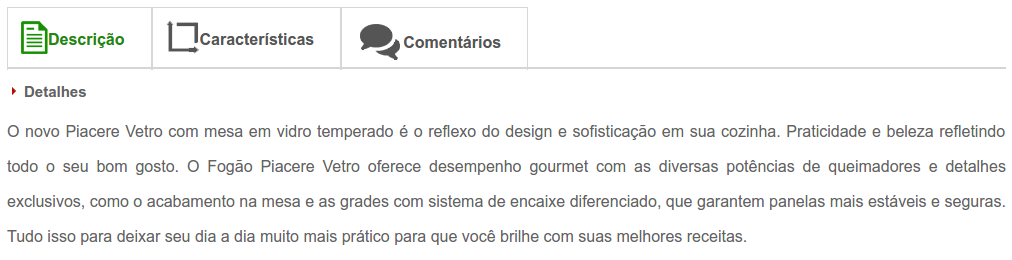 Descrição Características Comentários
Detalhes
O novo Piacere Vetro com mesa em vidro temperado é o reflexo do design e sofisticação em sua cozinha. Praticidade e beleza refletindo
todo o seu bom gosto. O Fogão Piacere Vetro oferece desempenho gourmet com as diversas potências de queimadores e detalhes
exclusivos, como o acabamento na mesa e as grades com sistema de encaixe diferenciado, que garantem panelas mais estáveis e seguras.
Tudo isso para deixar seu dia a dia muito mais prático para que você brilhe com suas melhores receitas.